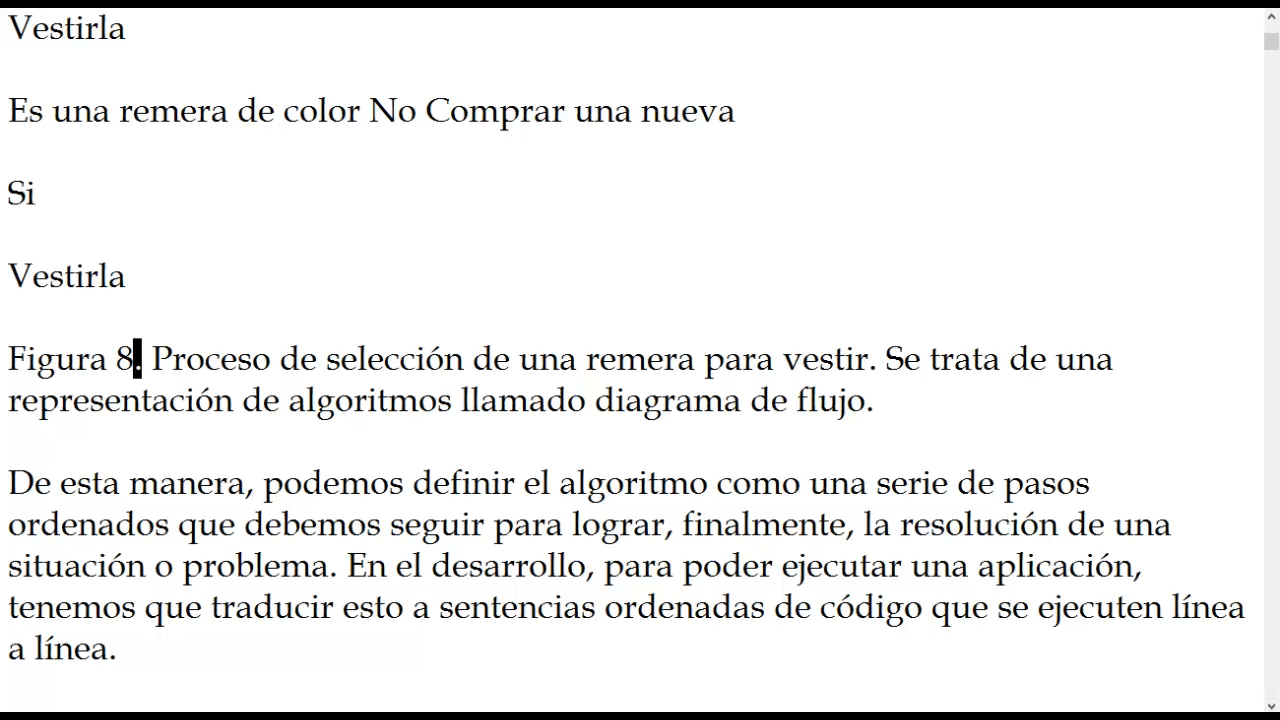 Vestirla
Es una remera de color No Comprar una nueva
Si
Vestirla
Figura 8. Proceso de selección de una remera para vestir. Se trata de una
representación de algoritmos llamado diagrama de flujo.
De esta manera, podemos definir el algoritmo como una serie de pasos
ordenados que debemos seguir para lograr, finalmente, la resolución de una
situación o problema. En el desarrollo, para poder ejecutar una aplicación,
tenemos que traducir esto a sentencias ordenadas de código que se ejecuten línea
a línea.